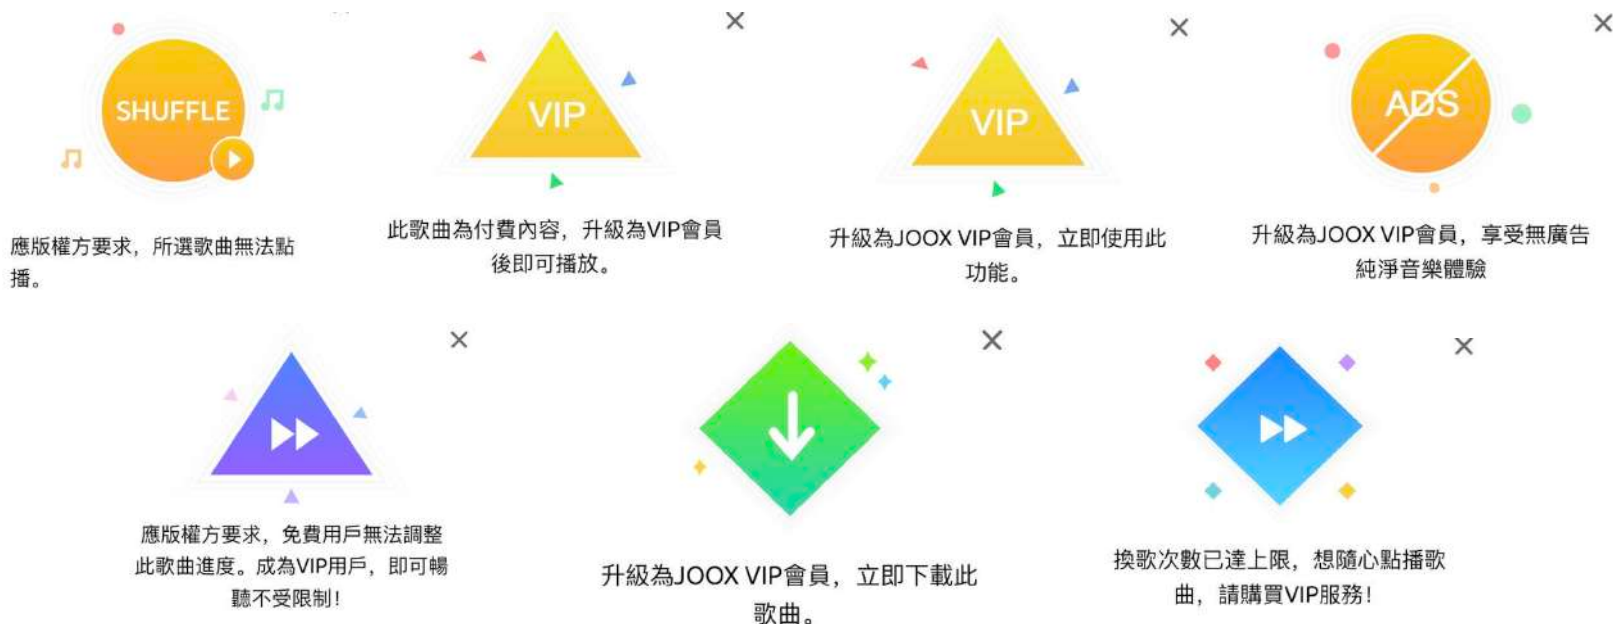 SHUFFLE
應版權方要求，所選歌曲無法點
播。
VIP
此歌曲為付費內容，升級為VIP會員
後即可播放。
VIP
升級為JOOX VIP會員，立即使用此
功能。
ADS
升級為JOOX VIP會員，享受無廣告
純淨音樂體驗
應版權方要求，免費用戶無法調整
此歌曲進度。成為VIP用戶，即可暢
聽不受限制！
升級為JOOX VIP會員，立即下載此
歌曲。
換歌次數已達上限，想隨心點播歌
曲，請購買VIP服務！